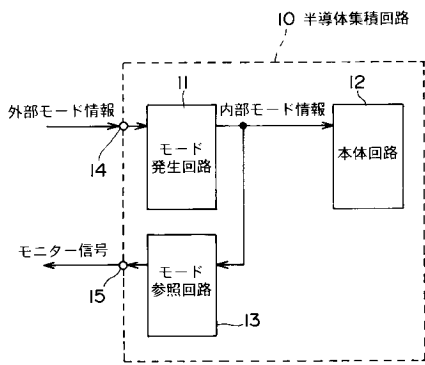 10 半導体集積回路
11
12
外部モード情報
内部モード情報
モード
発生回路
本体回路
14
モニター信号
モード
参照回路
15
13